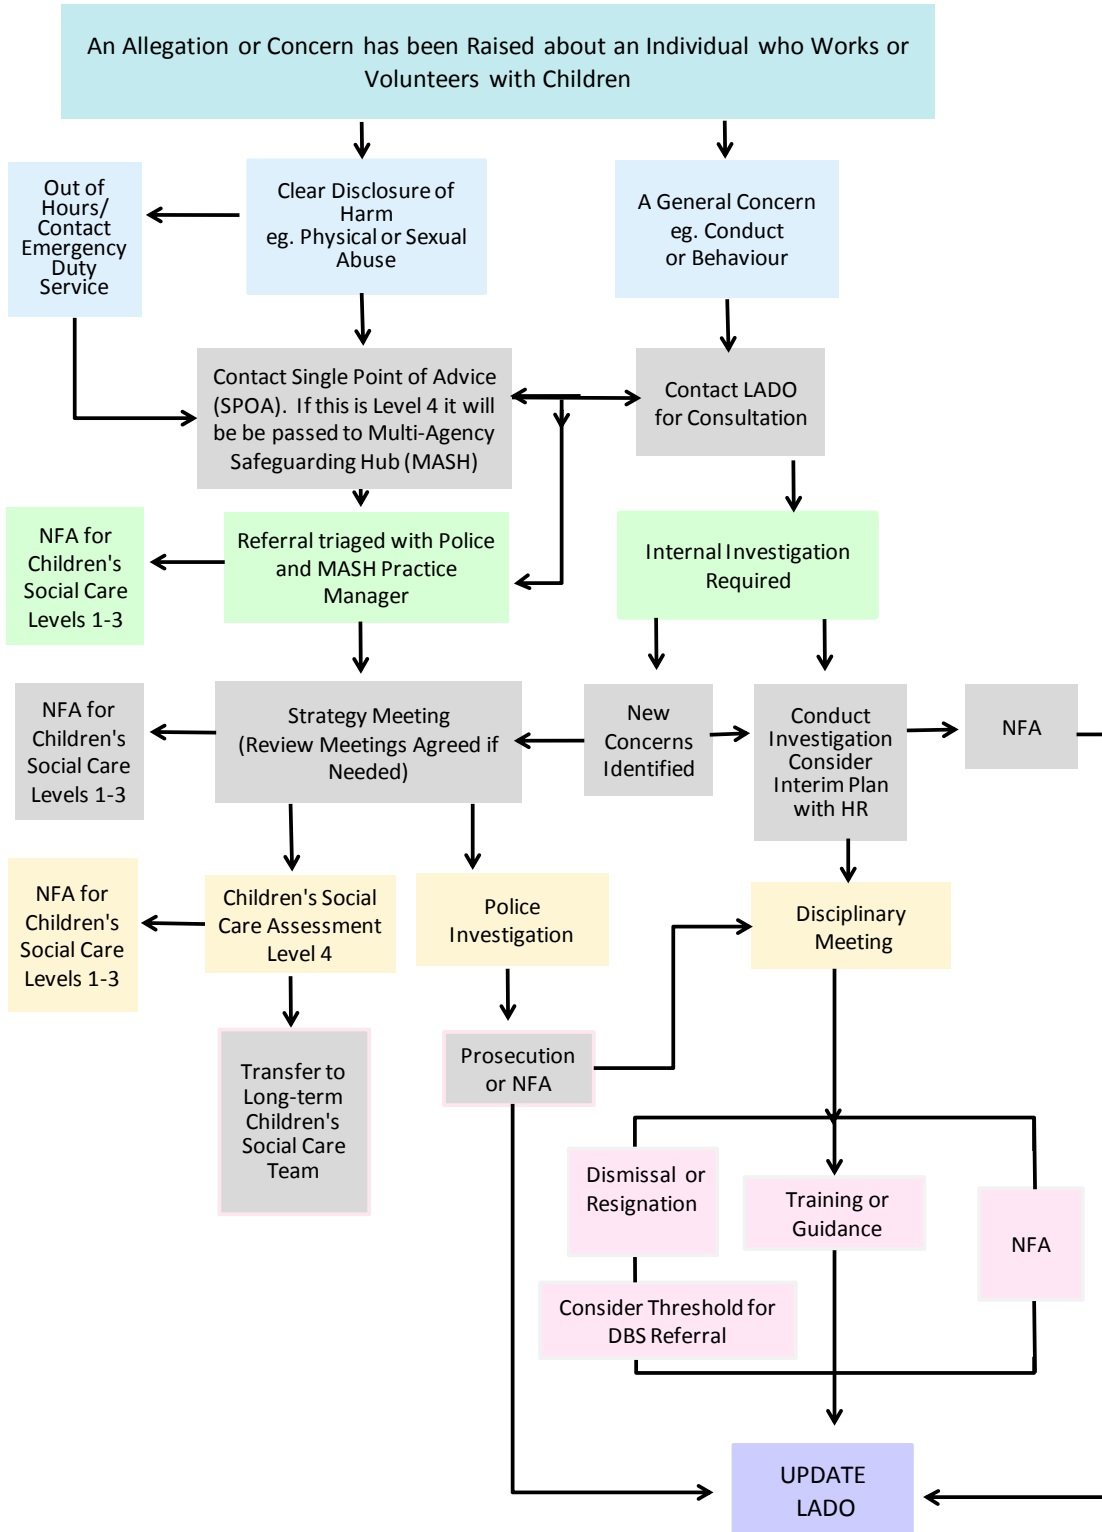 An Allegation or Concern has been Raised about an Individual who Works or
Volunteers with Children
Out of
Hours/
Contact
Emergency
Duty
Service
Clear Disclosure of
Harm
eg. Physical or Sexual
Abuse
A General Concern
eg. Conduct
or Behaviour
Contact Single Point of Advice
(SPOA). If this is Level 4 it will
be be passed to Multi-Agency
Safeguarding Hub (MASH)
Contact LADO
for Consultation
NFA for
Children's
Social Care
Levels 1-3
Referral triaged with Police
and MASH Practice
Manager
Internal Investigation
Required
NFA for
Children's
Social Care
Levels 1-3
Strategy Meeting
(Review Meetings Agreed if
Needed)
New
Concerns
Identified
Conduct
Investigation
Consider
Interim Plan
with HR
NFA
NFA for
Children's
Social Care
Levels 1-3
Children's Social
Care Assessment
Level 4
Police
Investigation
Disciplinary
Meeting
Transfer to
Long-term
Children's
Social Care
Team
Prosecution
or NFA
Dismissal or
Resignation
Training or
Guidance
NFA
Consider Threshold for
DBS Referral
UPDATE
LADO